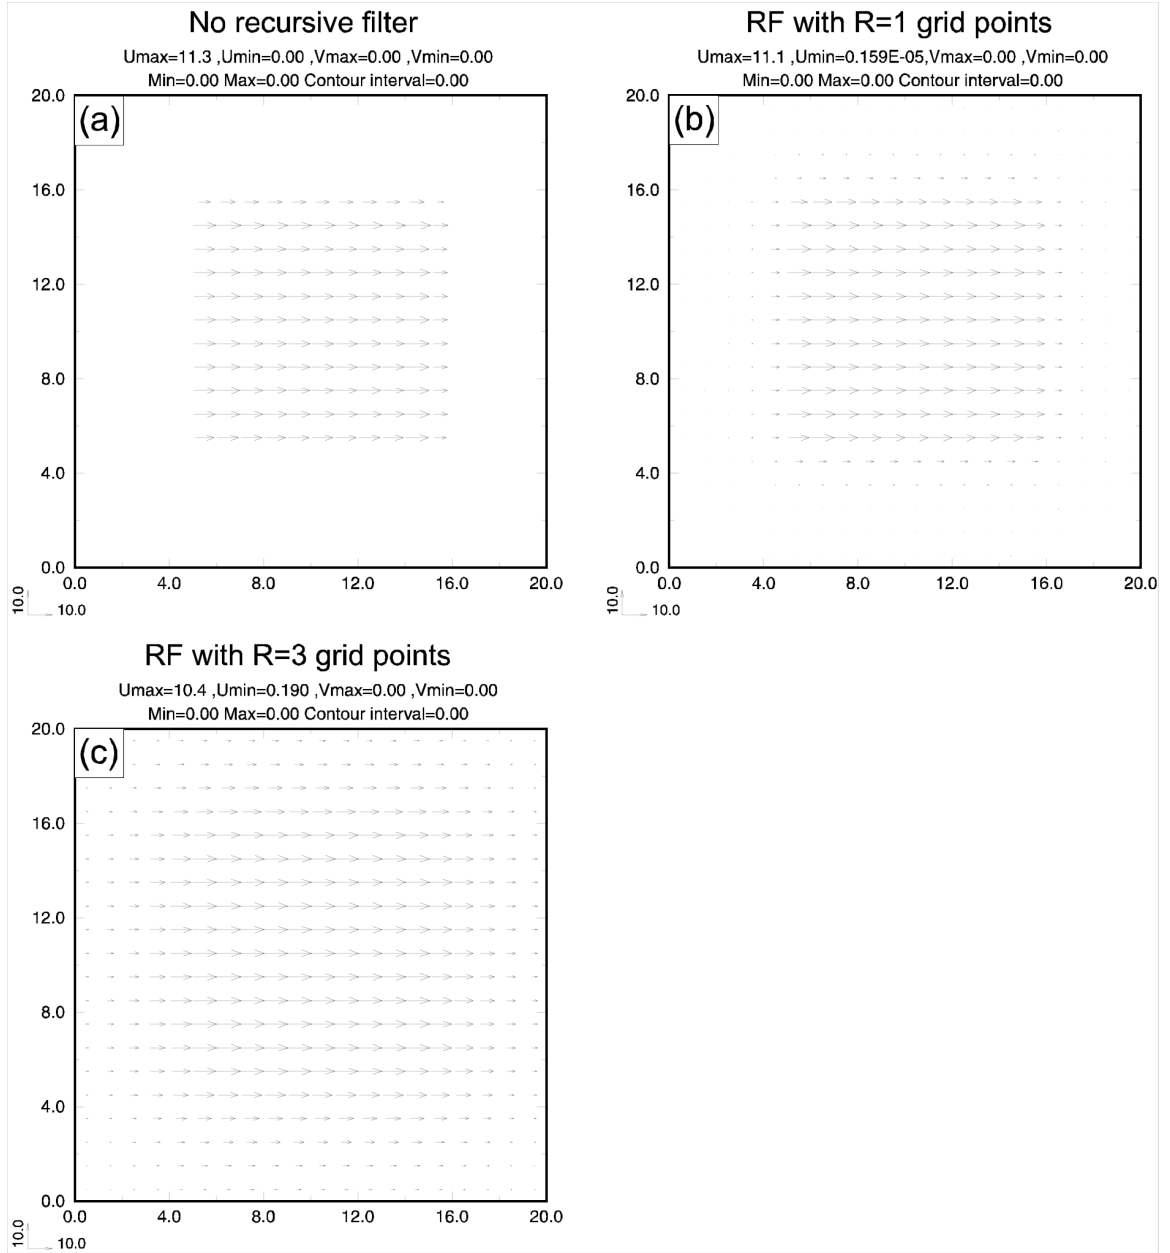 No recursive filter
Umax=11.3 ,Umin=0.00 ,Vmax=0.00 ,Vmin=0.00
Min=0.00 Max=0.00 Contour interval=0.00
(a)
20.0
16.0
12.0
8.0
4.0
0.0
0.0 4.0 8.0 12.0 16.0 20.0
10.0
10.0
RF with R=1 grid points
Umax=11.1 ,Umin=0.159E-05,Vmax=0.00 ,Vmin=0.00
Min=0.00 Max=0.00 Contour interval=0.00
(b)
20.0
16.0
12.0
8.0
4.0
0.0
0.0 4.0 8.0 12.0 16.0 20.0
10.0
10.0
RF with R=3 grid points
Umax=10.4 ,Umin=0.190 ,Vmax=0.00 ,Vmin=0.00
Min=0.00 Max=0.00 Contour interval=0.00
(c)
20.0
16.0
12.0
8.0
4.0
0.0
0.0 4.0 8.0 12.0 16.0 20.0
10.0
10.0